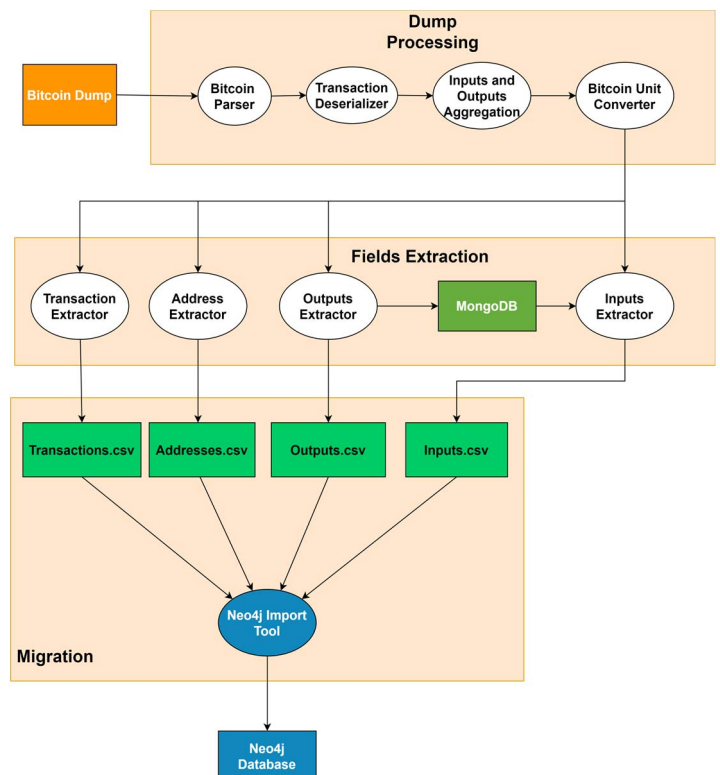 Dump
Processing
Bitcoin Dump
Bitcoin
Parser
Transaction
Deserializer
Inputs and
Outputs
Aggregation
Bitcoin Unit
Converter
Fields Extraction
Transaction
Extractor
Address
Extractor
Outputs
Extractor
MongoDB
Inputs
Extractor
Transactions.csv
Addresses.csv
Outputs.csv
Inputs.csv
Neo4j Import
Tool
Migration
Neo4j
Database